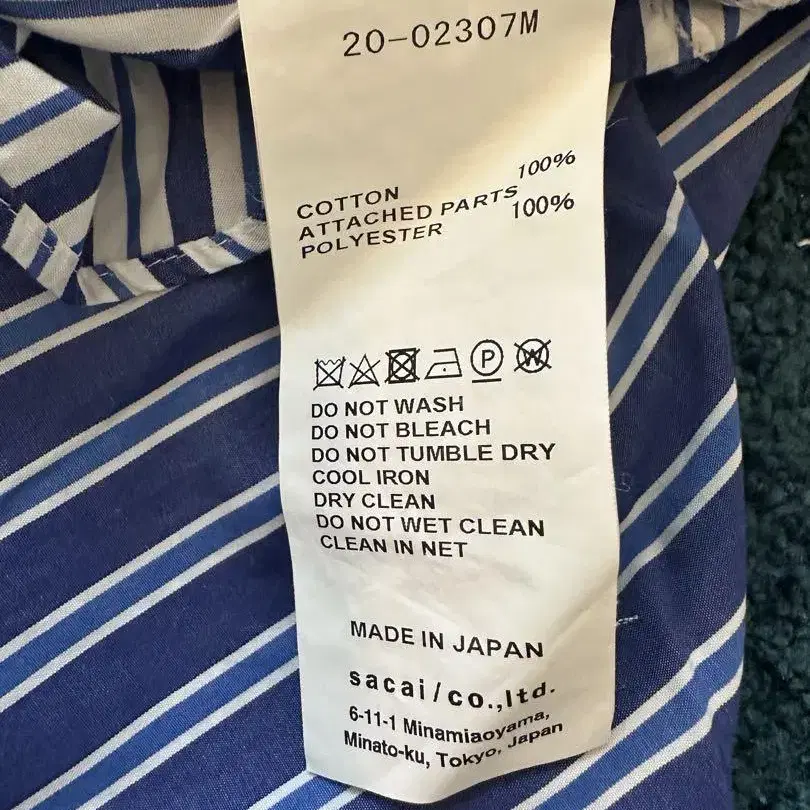 20-02307M
COTTON 100%
ATTACHED PARTS
POLYESTER 100%
P W
DO NOT WASH
DO NOT BLEACH
DO NOT TUMBLE DRY
COOL IRON
DRY CLEAN
DO NOT WET CLEAN
CLEAN IN NET
MADE IN JAPAN
sacai/co.,ltd.
6-11-1 Minamiaoyama,
Minato-ku, Tokyo, Japan